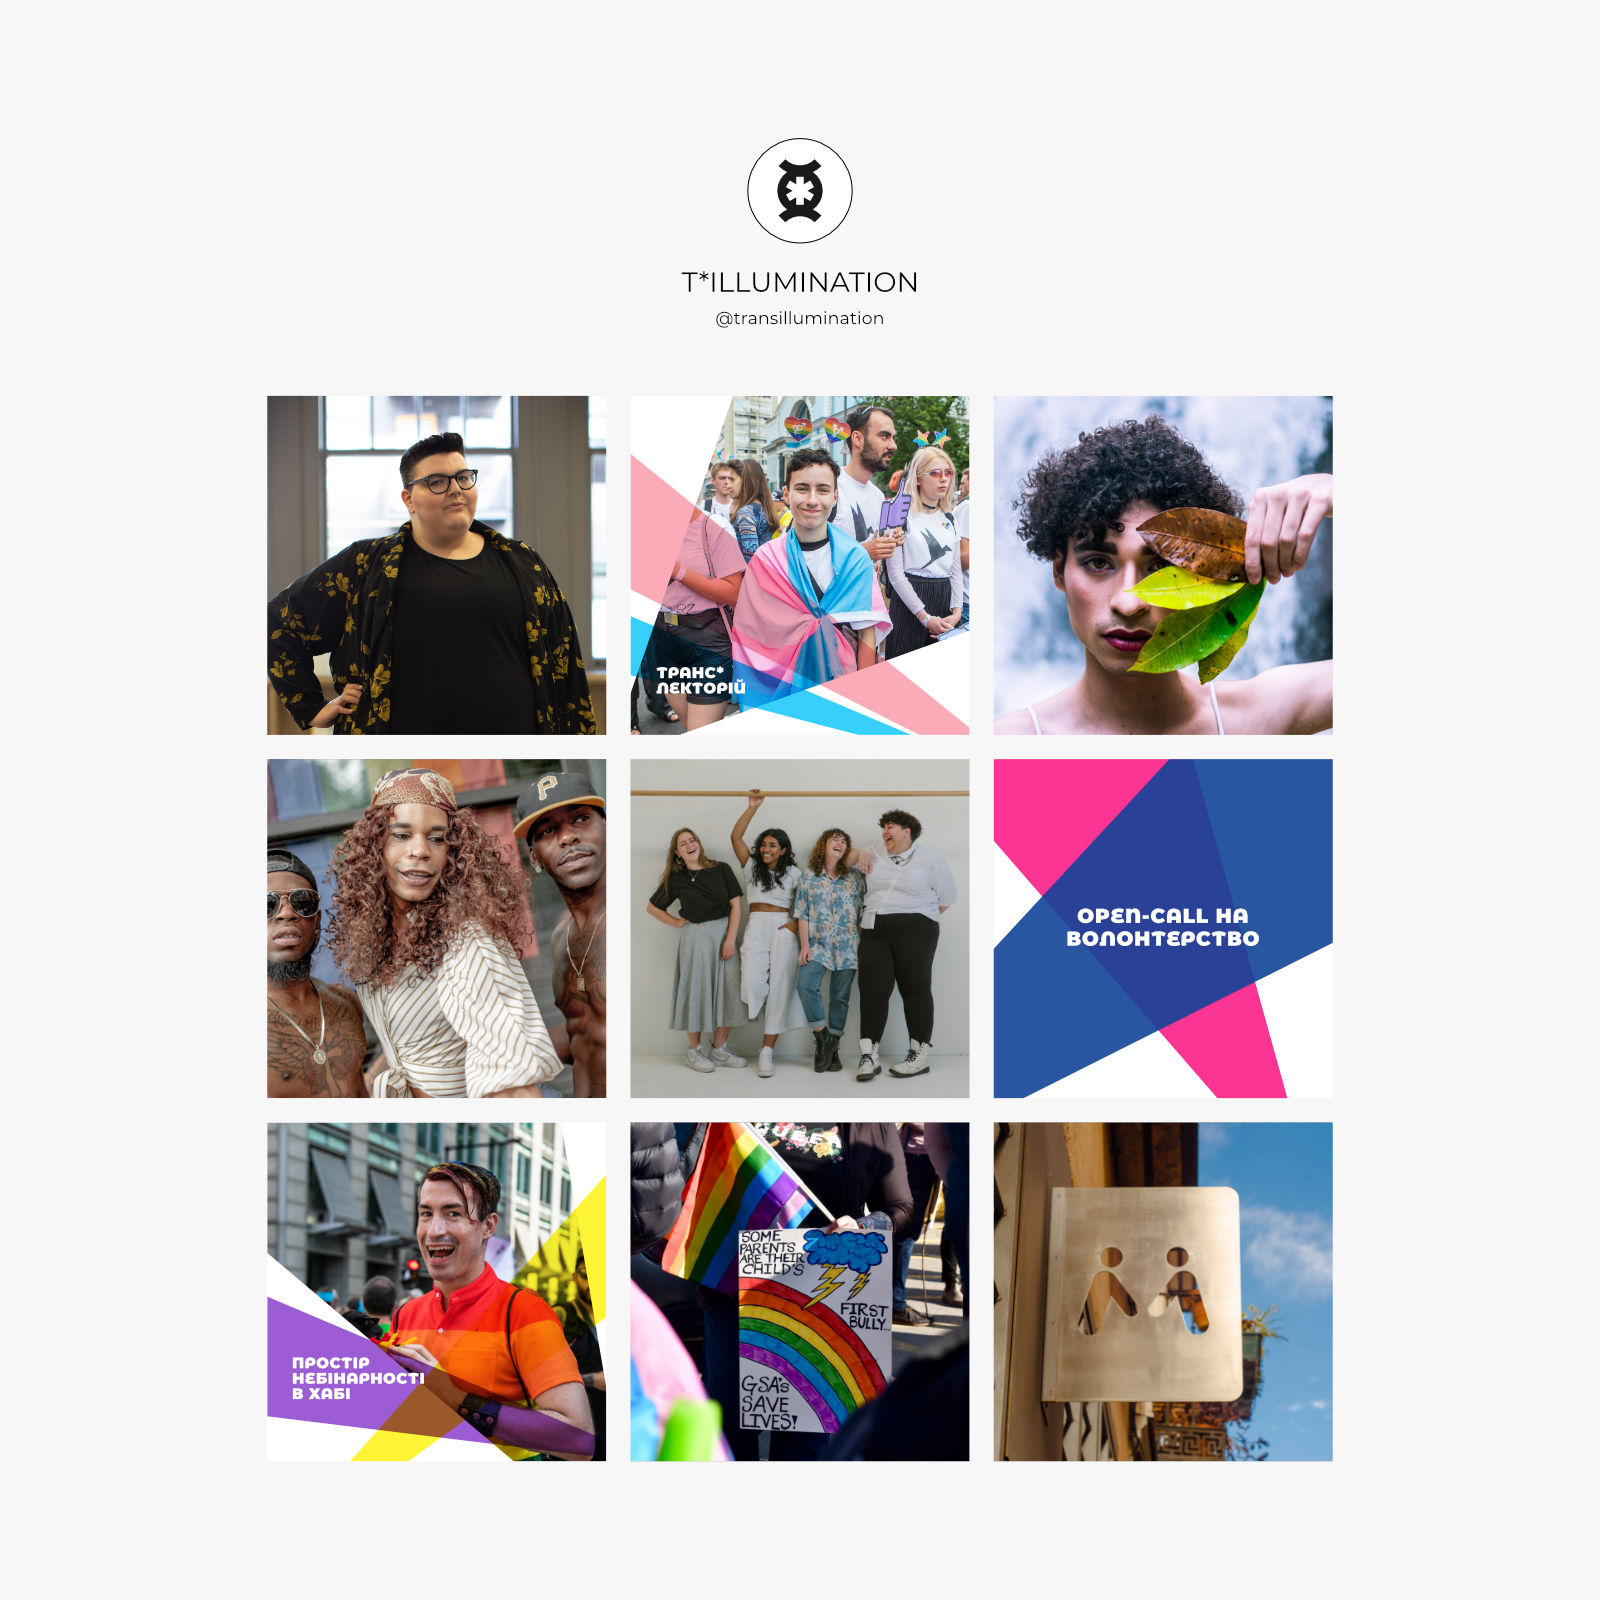 T*ILLUMINATION
@transillumination
ТРАНС*
ЛЕКТОРІЙ
P
OPEN-CALL НА
ВОЛОНТЕРСТВО
ПРОСТІР
НЕБІНАРНОСТІ
В ХАБІ
SOME
PARENTS
ARE THEIR
CHILD'S
FIRST
BULLY...
GSA's
SAVE
LIVES!